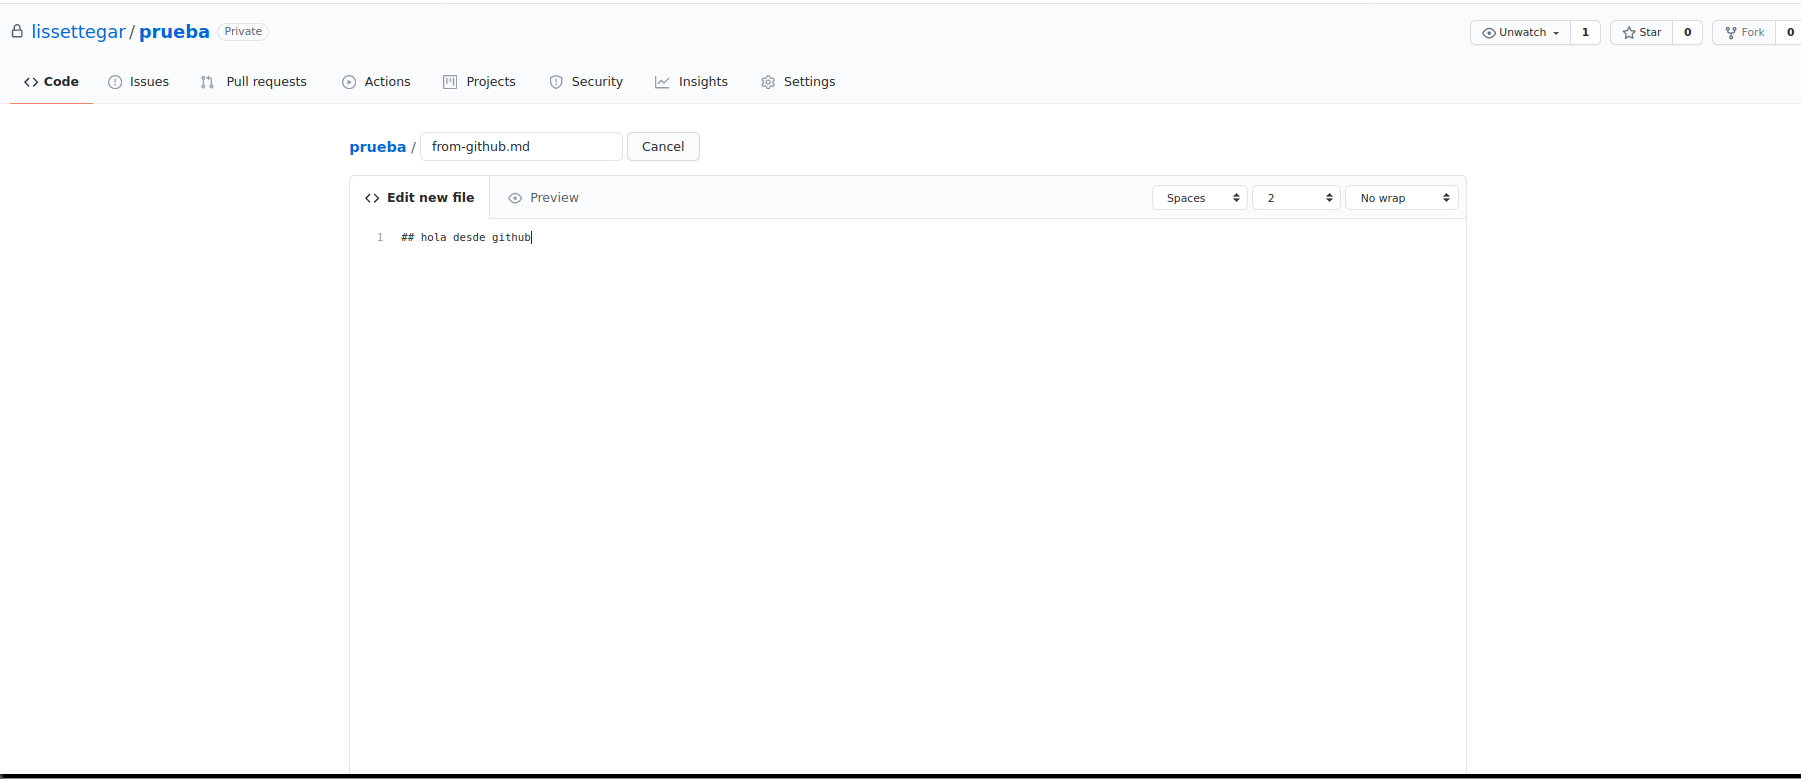 lissettegar / prueba Private Unwatch 1 Star 0 Fork 0
Code Issues Pull requests Actions Projects Security Insights Settings
prueba / from-github.md Cancel
Edit new file Preview Spaces 2 No wrap
1 ## hola desde github